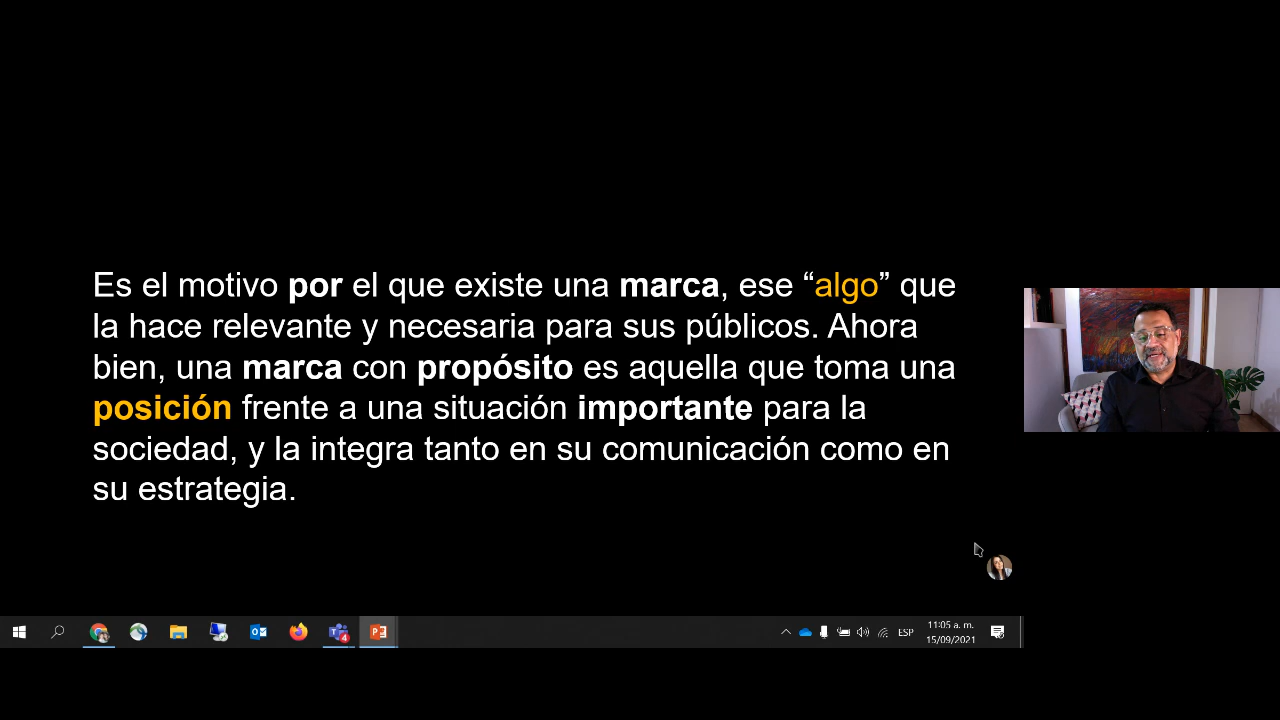 Es el motivo por el que existe una marca, ese “algo” que
la hace relevante y necesaria para sus públicos. Ahora
bien, una marca con propósito es aquella que toma una
posición frente a una situación importante para la
sociedad, y la integra tanto en su comunicación como en
su estrategia.
4
ESP
11:05 a. m.
15/09/2021